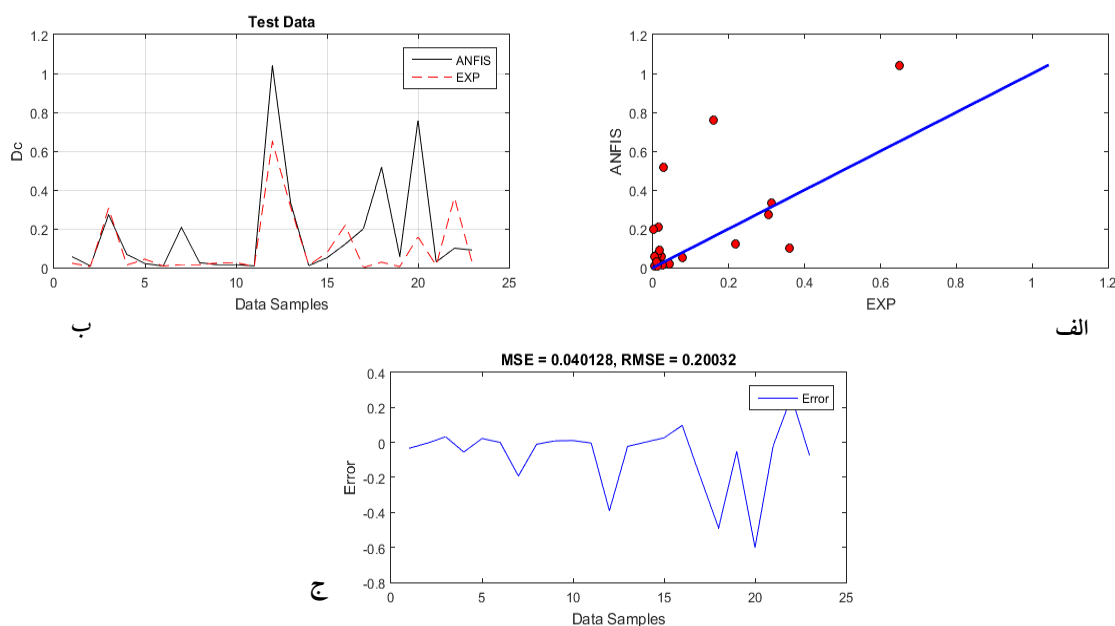 Test Data
1.2
1
0.8
0.6
0.4
0.2
0
Dc
ANFIS
EXP
0 5 10 15 20 25
Data Samples
ب
1.2
1
0.8
0.6
0.4
0.2
0
ANFIS
0 0.2 0.4 0.6 0.8 1 1.2
EXP
الف
MSE = 0.040128, RMSE = 0.20032
0.4
0.2
0
-0.2
-0.4
-0.6
-0.8
Error
Error
0 5 10 15 20 25
Data Samples
ج